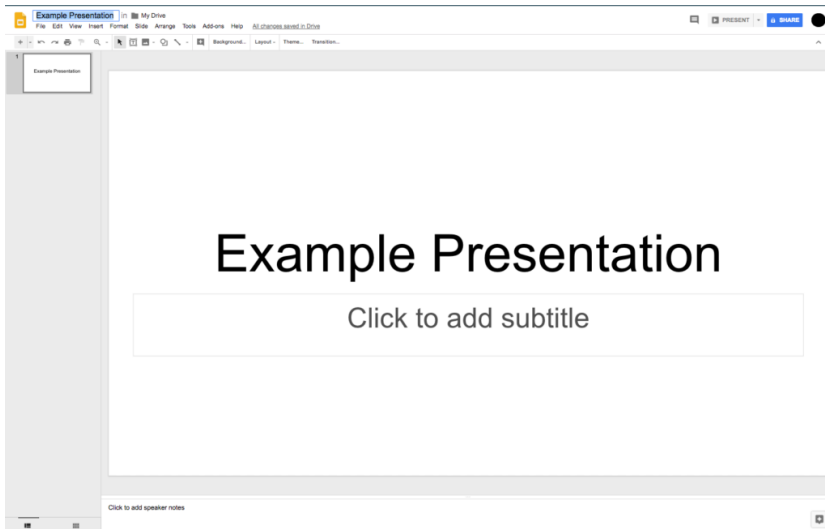 Example Presentation in My Drive
PRESENT
SHARE
File Edit View Insert Format Slide Arrange Tools Add-ons Help All changes saved in Drive
Background... Layout Theme... Transition...
1
Example Presentation
Example Presentation
Click to add subtitle
Click to add speaker notes